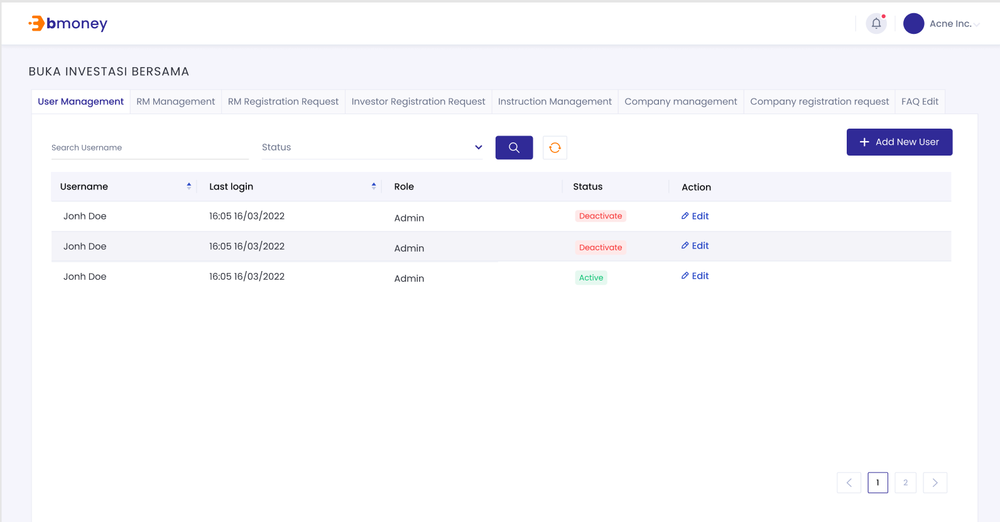 bmoney
Acne Inc.
BUKA INVESTASI BERSAMA
User Management RM Management RM Registration Request Investor Registration Request Instruction Management Company management Company registration request FAQ Edit
Search Username Status Add New User
Username Last login Role Status Action
Jonh Doe 16:05 16/03/2022 Admin Deactivate Edit
Jonh Doe 16:05 16/03/2022 Admin Deactivate Edit
Jonh Doe 16:05 16/03/2022 Admin Active Edit
1 2